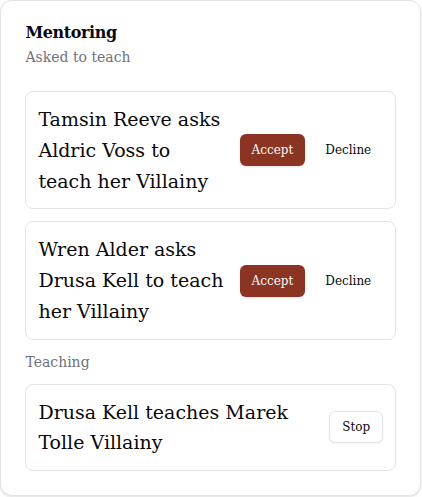 Mentoring
Asked to teach
Tamsin Reeve asks
Aldric Voss to
teach her Villainy
Accept
Decline
Wren Alder asks
Drusa Kell to teach
her Villainy
Accept
Decline
Teaching
Drusa Kell teaches Marek
Tolle Villainy
Stop